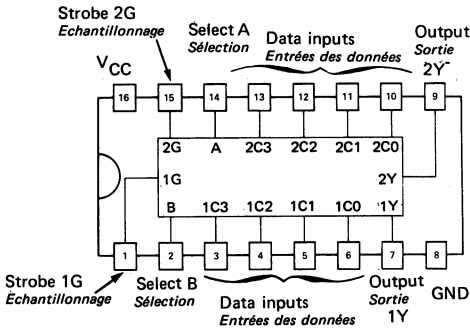 Strobe 2G
Echantillonnage
Select A
Sélection
Data inputs
Entrées des données
Output
Sortie
2Y
VCC
16 15 14 13 12 11 10 9
2G A 2C3 2C2 2C1 2C0
1G 2Y
B 1C3 1C2 1C1 1C0 1Y
1 2 3 4 5 6 7 8
Strobe 1G
Échantillonnage
Select B
Sélection
Data inputs
Entrées des données
Output
Sortie
1Y
GND